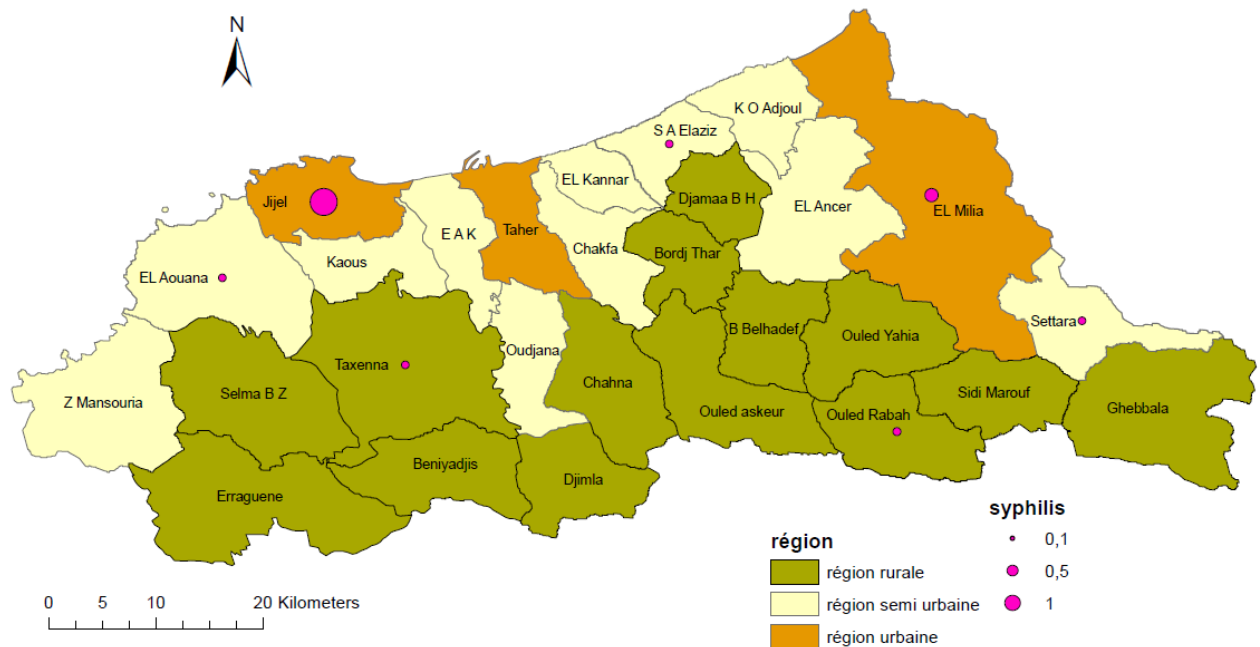 N
K O Adjoul
S A Elaziz
EL Kannar
Djamaa B H
Jijel
EL Ancer
EL Milia
E A K
Taher
Chakfa
Bordj Thar
Kaous
EL Aouana
Settara
B Belhadef
Ouled Yahia
Oudjana
Taxenna
Chahna
Selma B Z
Z Mansouria
Sidi Marouf
Ghebbala
Ouled askeur
Ouled Rabah
Beniyadjis
Djimla
Erraguene
syphilis
0,1
0,5
1
région
région rurale
région semi urbaine
région urbaine
0 5 10 20 Kilometers